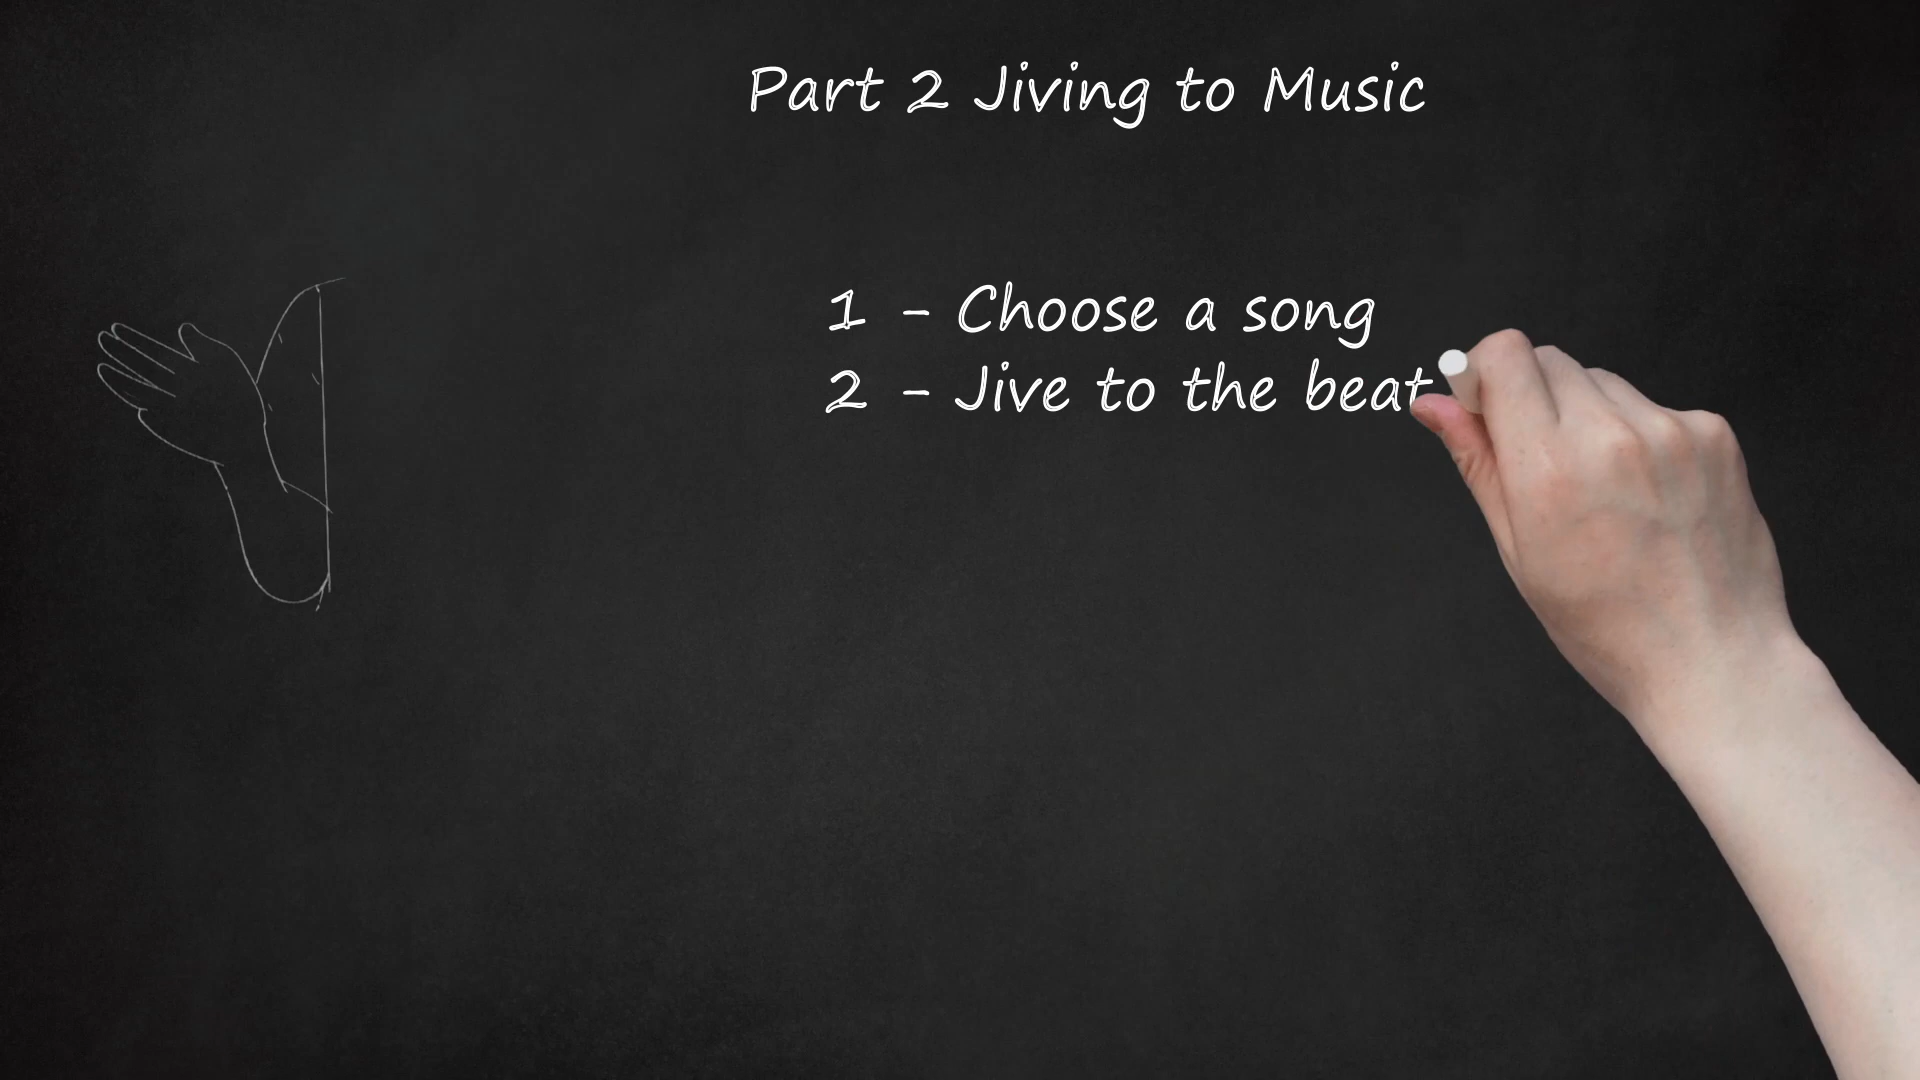 Part 2 Jiving to Music
1 - Choose a song
2 - Jive to the beat